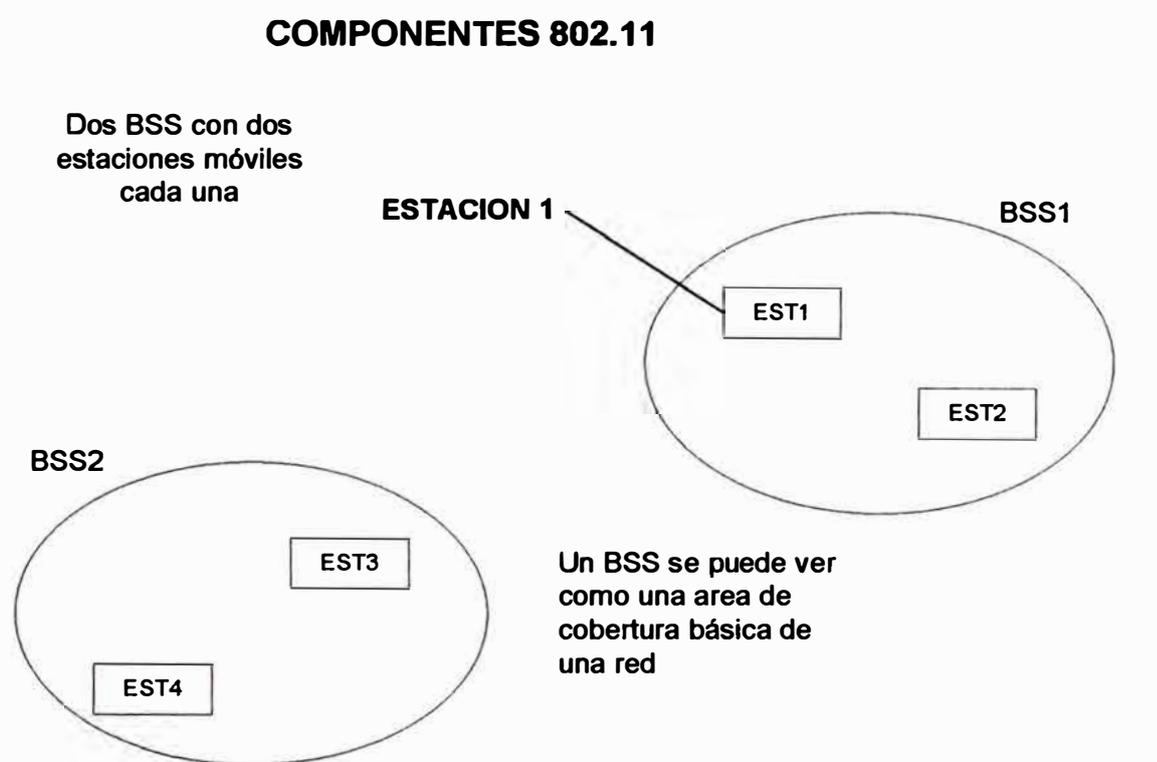 COMPONENTES 802.11
Dos BSS con dos
estaciones móviles
cada una
ESTACION 1
BSS1
EST1
EST2
BSS2
EST3
EST4
Un BSS se puede ver
como una area de
cobertura básica de
una red